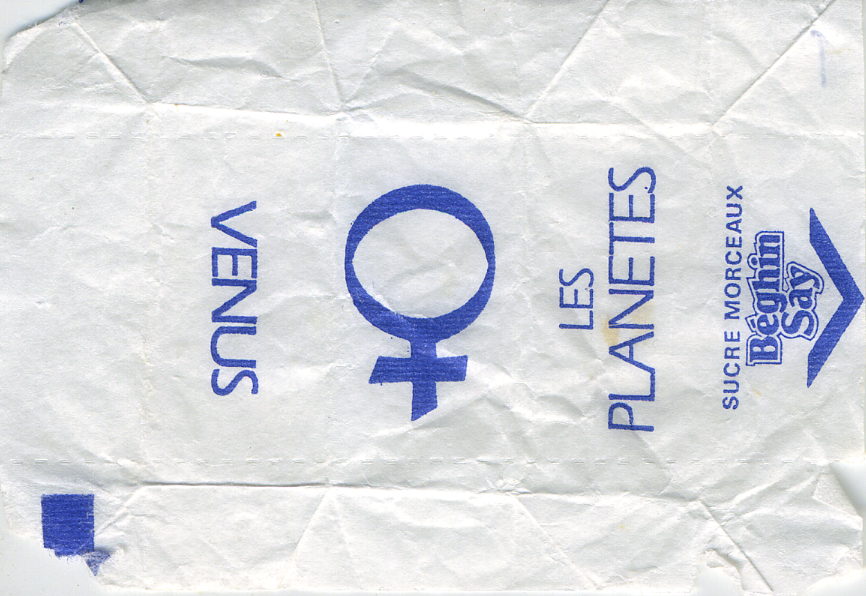 VENUS
LES
PLANETES
SUCRE MORCEAUX
Béghin
Say